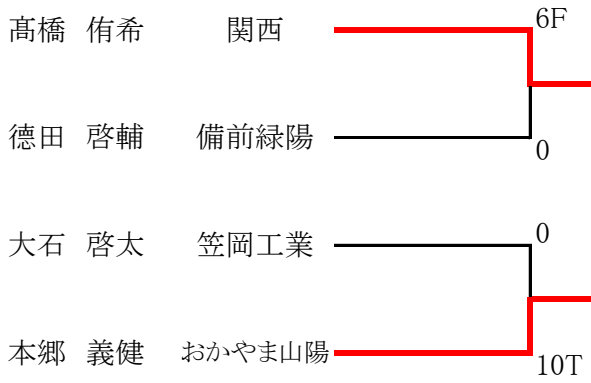 髙橋 侑希 関西 6F
德田 啓輔 備前緑陽 0
大石 啓太 笠岡工業 0
本郷 義健 おかやま山陽 10T